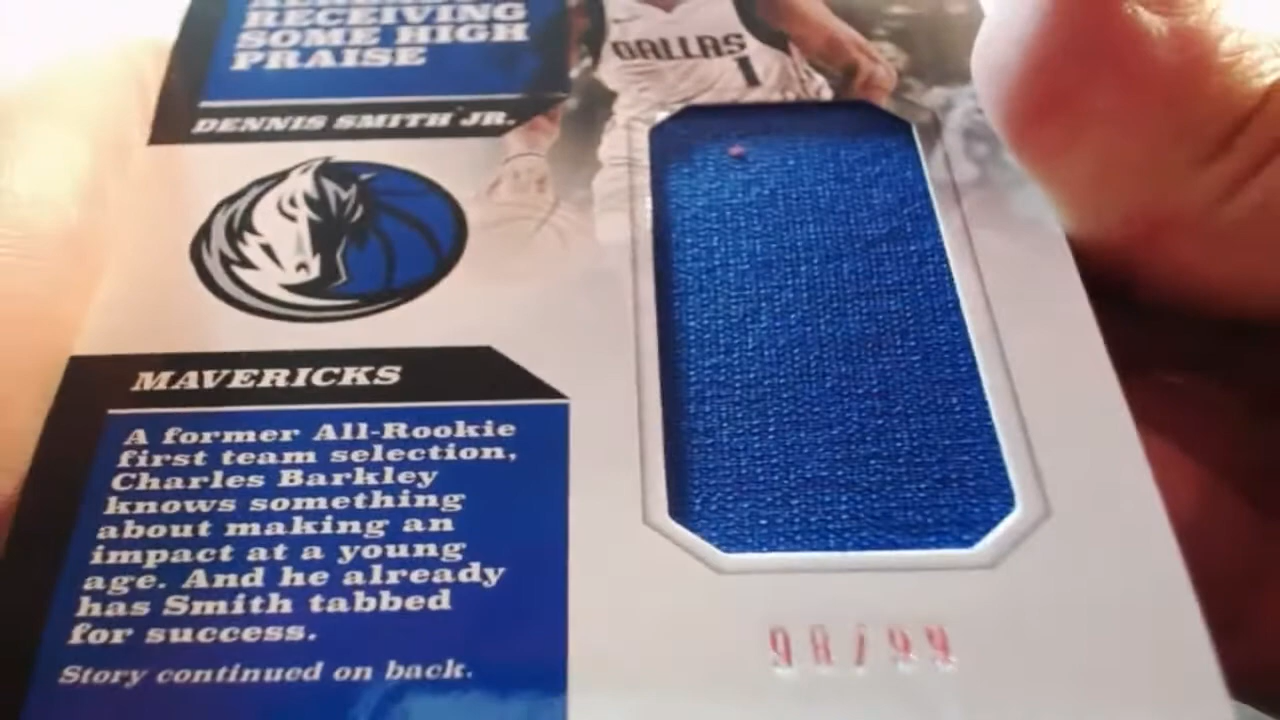 RECEIVING
SOME HIGH
PRAISE
DENNIS SMITH JR.
DALLAS
1
MAVERICKS
A former All-Rookie
first team selection,
Charles Barkley
knows something
about making an
impact at a young
age. And he already
has Smith tabbed
for success.
Story continued on back.
98/99